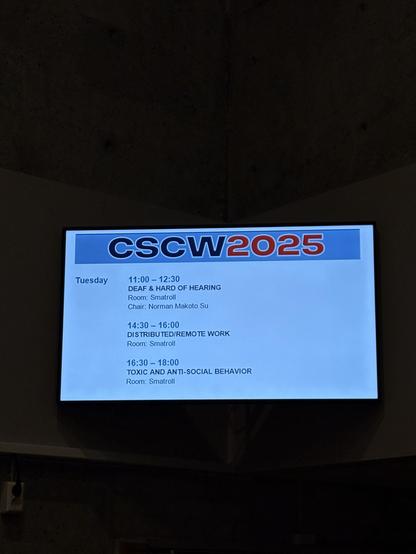 CSCW2025
Tuesday 11:00 – 12:30
DEAF & HARD OF HEARING
Room: Smatroll
Chair: Norman Makoto Su
14:30 – 16:00
DISTRIBUTED/REMOTE WORK
Room: Smatroll
16:30 – 18:00
TOXIC AND ANTI-SOCIAL BEHAVIOR
Room: Smatroll